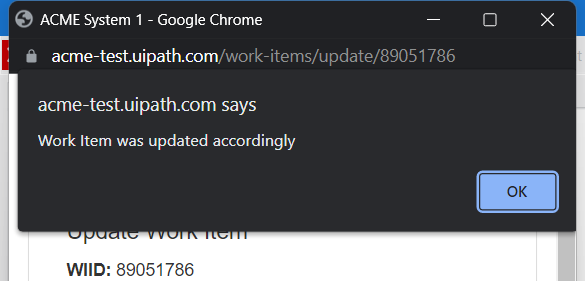 ACME System 1 - Google Chrome
acme-test.uipath.com/work-items/update/89051786
acme-test.uipath.com says
Work Item was updated accordingly
OK
Update Work Item
WIID: 89051786